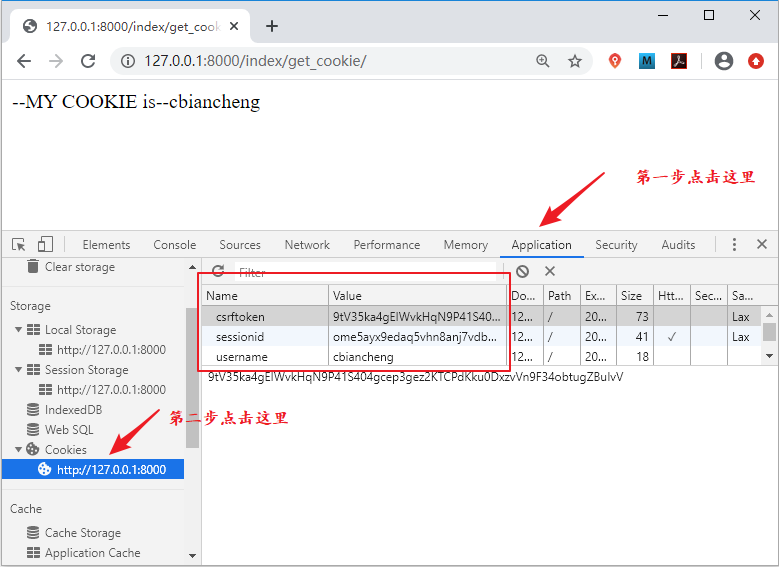 127.0.0.1:8000/index/get_cook
127.0.0.1:8000/index/get_cookie/
--MY COOKIE is--cbiancheng
第一步点击这里
Elements Console Sources Network Performance Memory Application Security Audits
Clear storage
Filter
Storage
Local Storage
http://127.0.0.1:8000
Session Storage
http://127.0.0.1:8000
IndexedDB
Web SQL
Cookies
http://127.0.0.1:8000
Cache
Cache Storage
Application Cache
第二步点击这里
Name Value Do... Path Ex... Size Htt... Sec... Sa...
csrftoken 9tV35ka4gElWvkHqN9P41S40... 12... / 20... 73 Lax
sessionid ome5ayx9edaq5vhn8anj7vdb... 12... / 20... 41 ✓ Lax
username cbiancheng 12... / 20... 18
9tV35ka4gElWvkHqN9P41S404gcep3gez2KTCPdKku0DxzvVn9F34obtugZBulvV